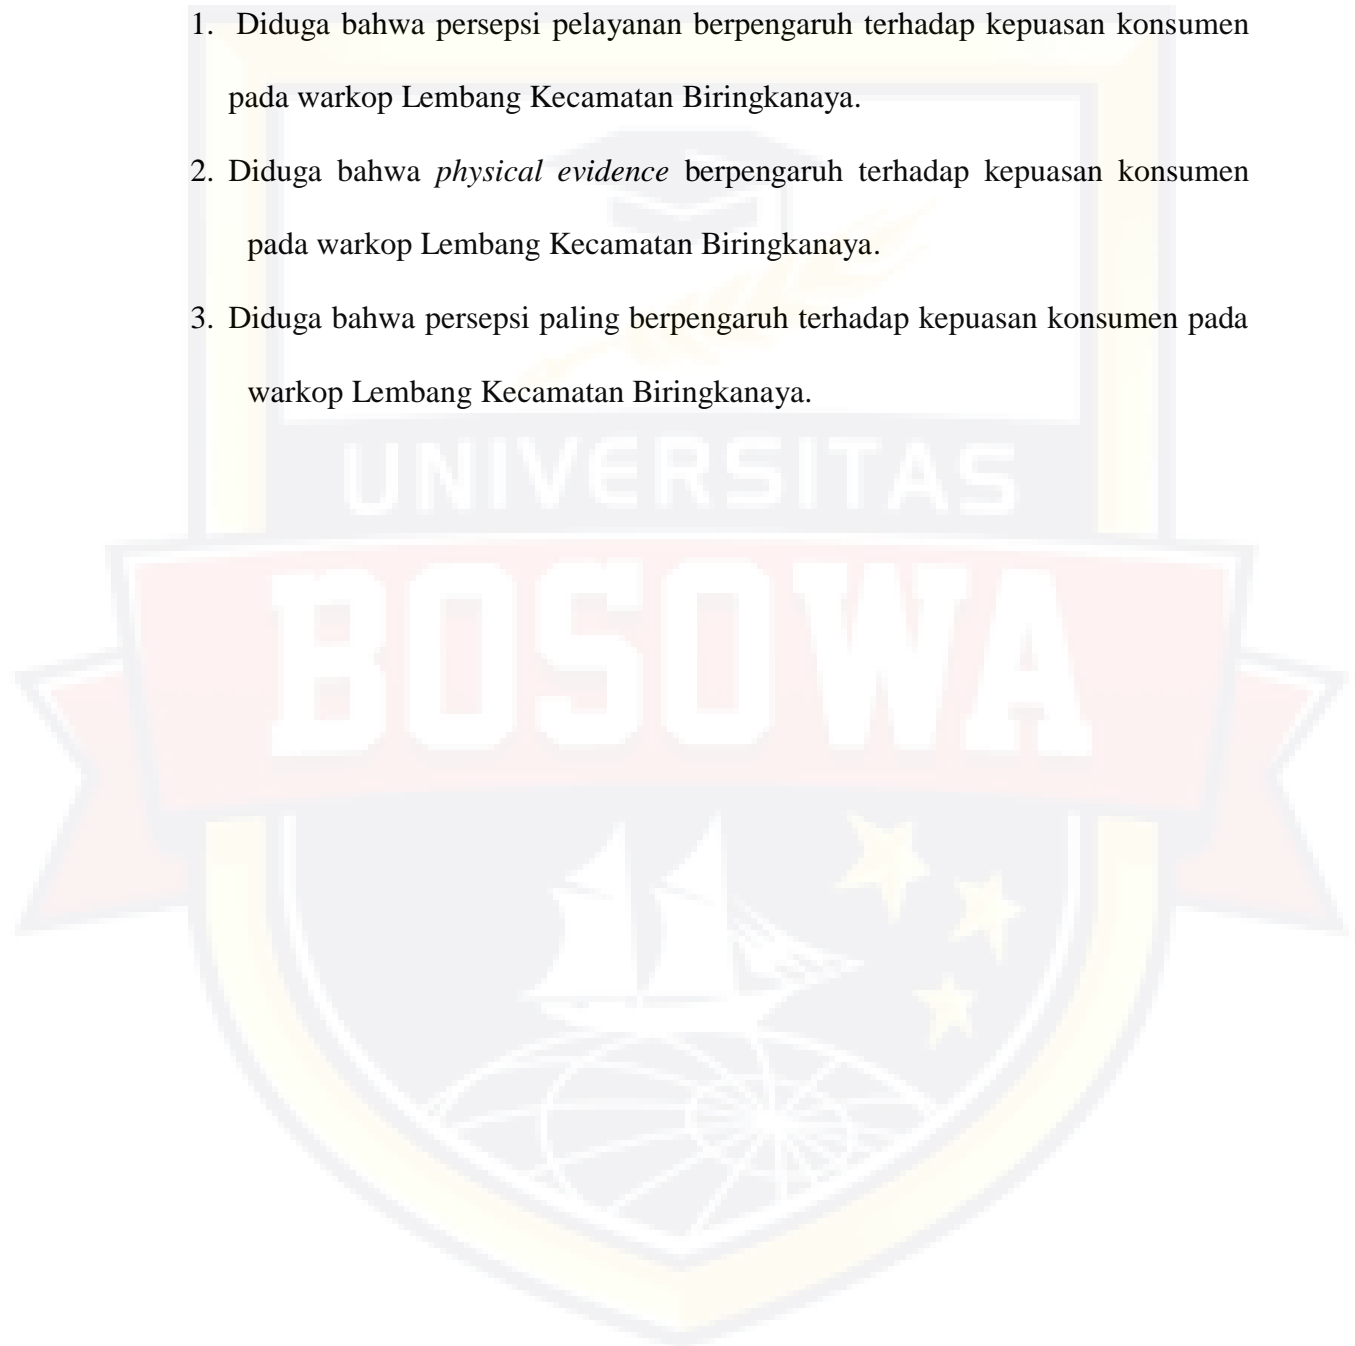 1. Diduga bahwa persepsi pelayanan berpengaruh terhadap kepuasan konsumen
pada warkop Lembang Kecamatan Biringkanaya.
2. Diduga bahwa physical evidence berpengaruh terhadap kepuasan konsumen
pada warkop Lembang Kecamatan Biringkanaya.
3. Diduga bahwa persepsi paling berpengaruh terhadap kepuasan konsumen pada
warkop Lembang Kecamatan Biringkanaya.
UNIVERSITAS
BOSOWA